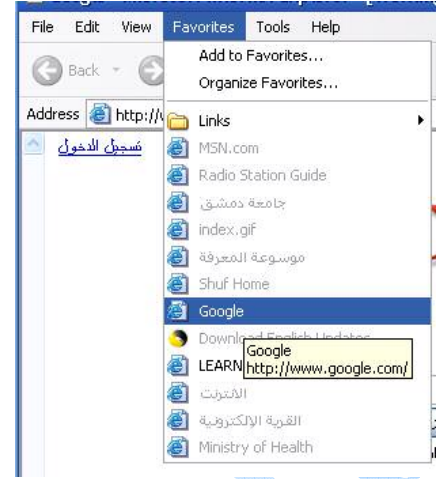 File Edit View Favorites Tools Help
Add to Favorites...
Organize Favorites...
Back
Address http://
Links
تسجيل الدخول
MSN.com
Radio Station Guide
جامعة دمشق
index.gif
موسوعة المعرفة
Shuf Home
Google
Download English Updates
Google
http://www.google.com/
LEARN
الانترنت
القرية الإلكترونية
Ministry of Health